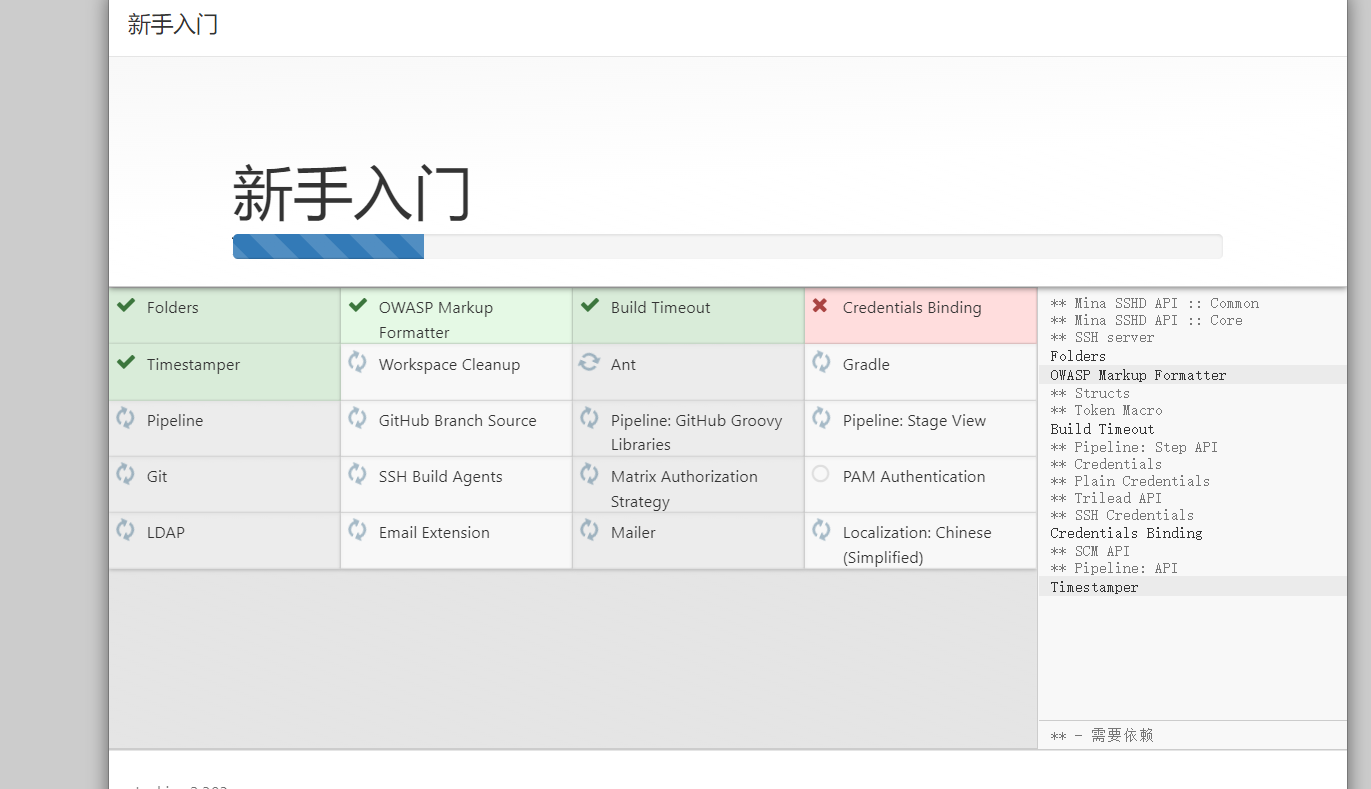 新手入门
新手入门
Folders
OWASP Markup
Formatter
Build Timeout
Credentials Binding
Timestamper
Workspace Cleanup
Ant
Gradle
Pipeline
GitHub Branch Source
Pipeline: GitHub Groovy
Libraries
Pipeline: Stage View
Git
SSH Build Agents
Matrix Authorization
Strategy
PAM Authentication
LDAP
Email Extension
Mailer
Localization: Chinese
(Simplified)
** Mina SSHD API :: Common
** Mina SSHD API :: Core
** SSH server
Folders
OWASP Markup Formatter
** Structs
** Token Macro
Build Timeout
** Pipeline: Step API
** Credentials
** Plain Credentials
** Trilead API
** SSH Credentials
Credentials Binding
** SCM API
** Pipeline: API
Timestamper
** - 需要依赖